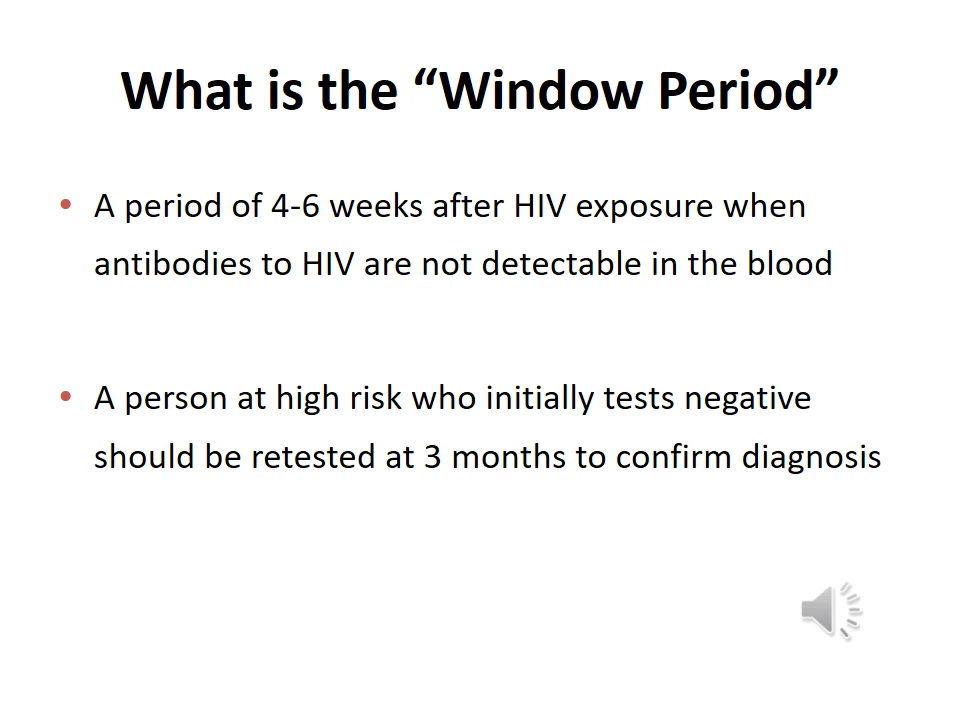 What is the “Window Period”
• A period of 4-6 weeks after HIV exposure when
antibodies to HIV are not detectable in the blood
• A person at high risk who initially tests negative
should be retested at 3 months to confirm diagnosis